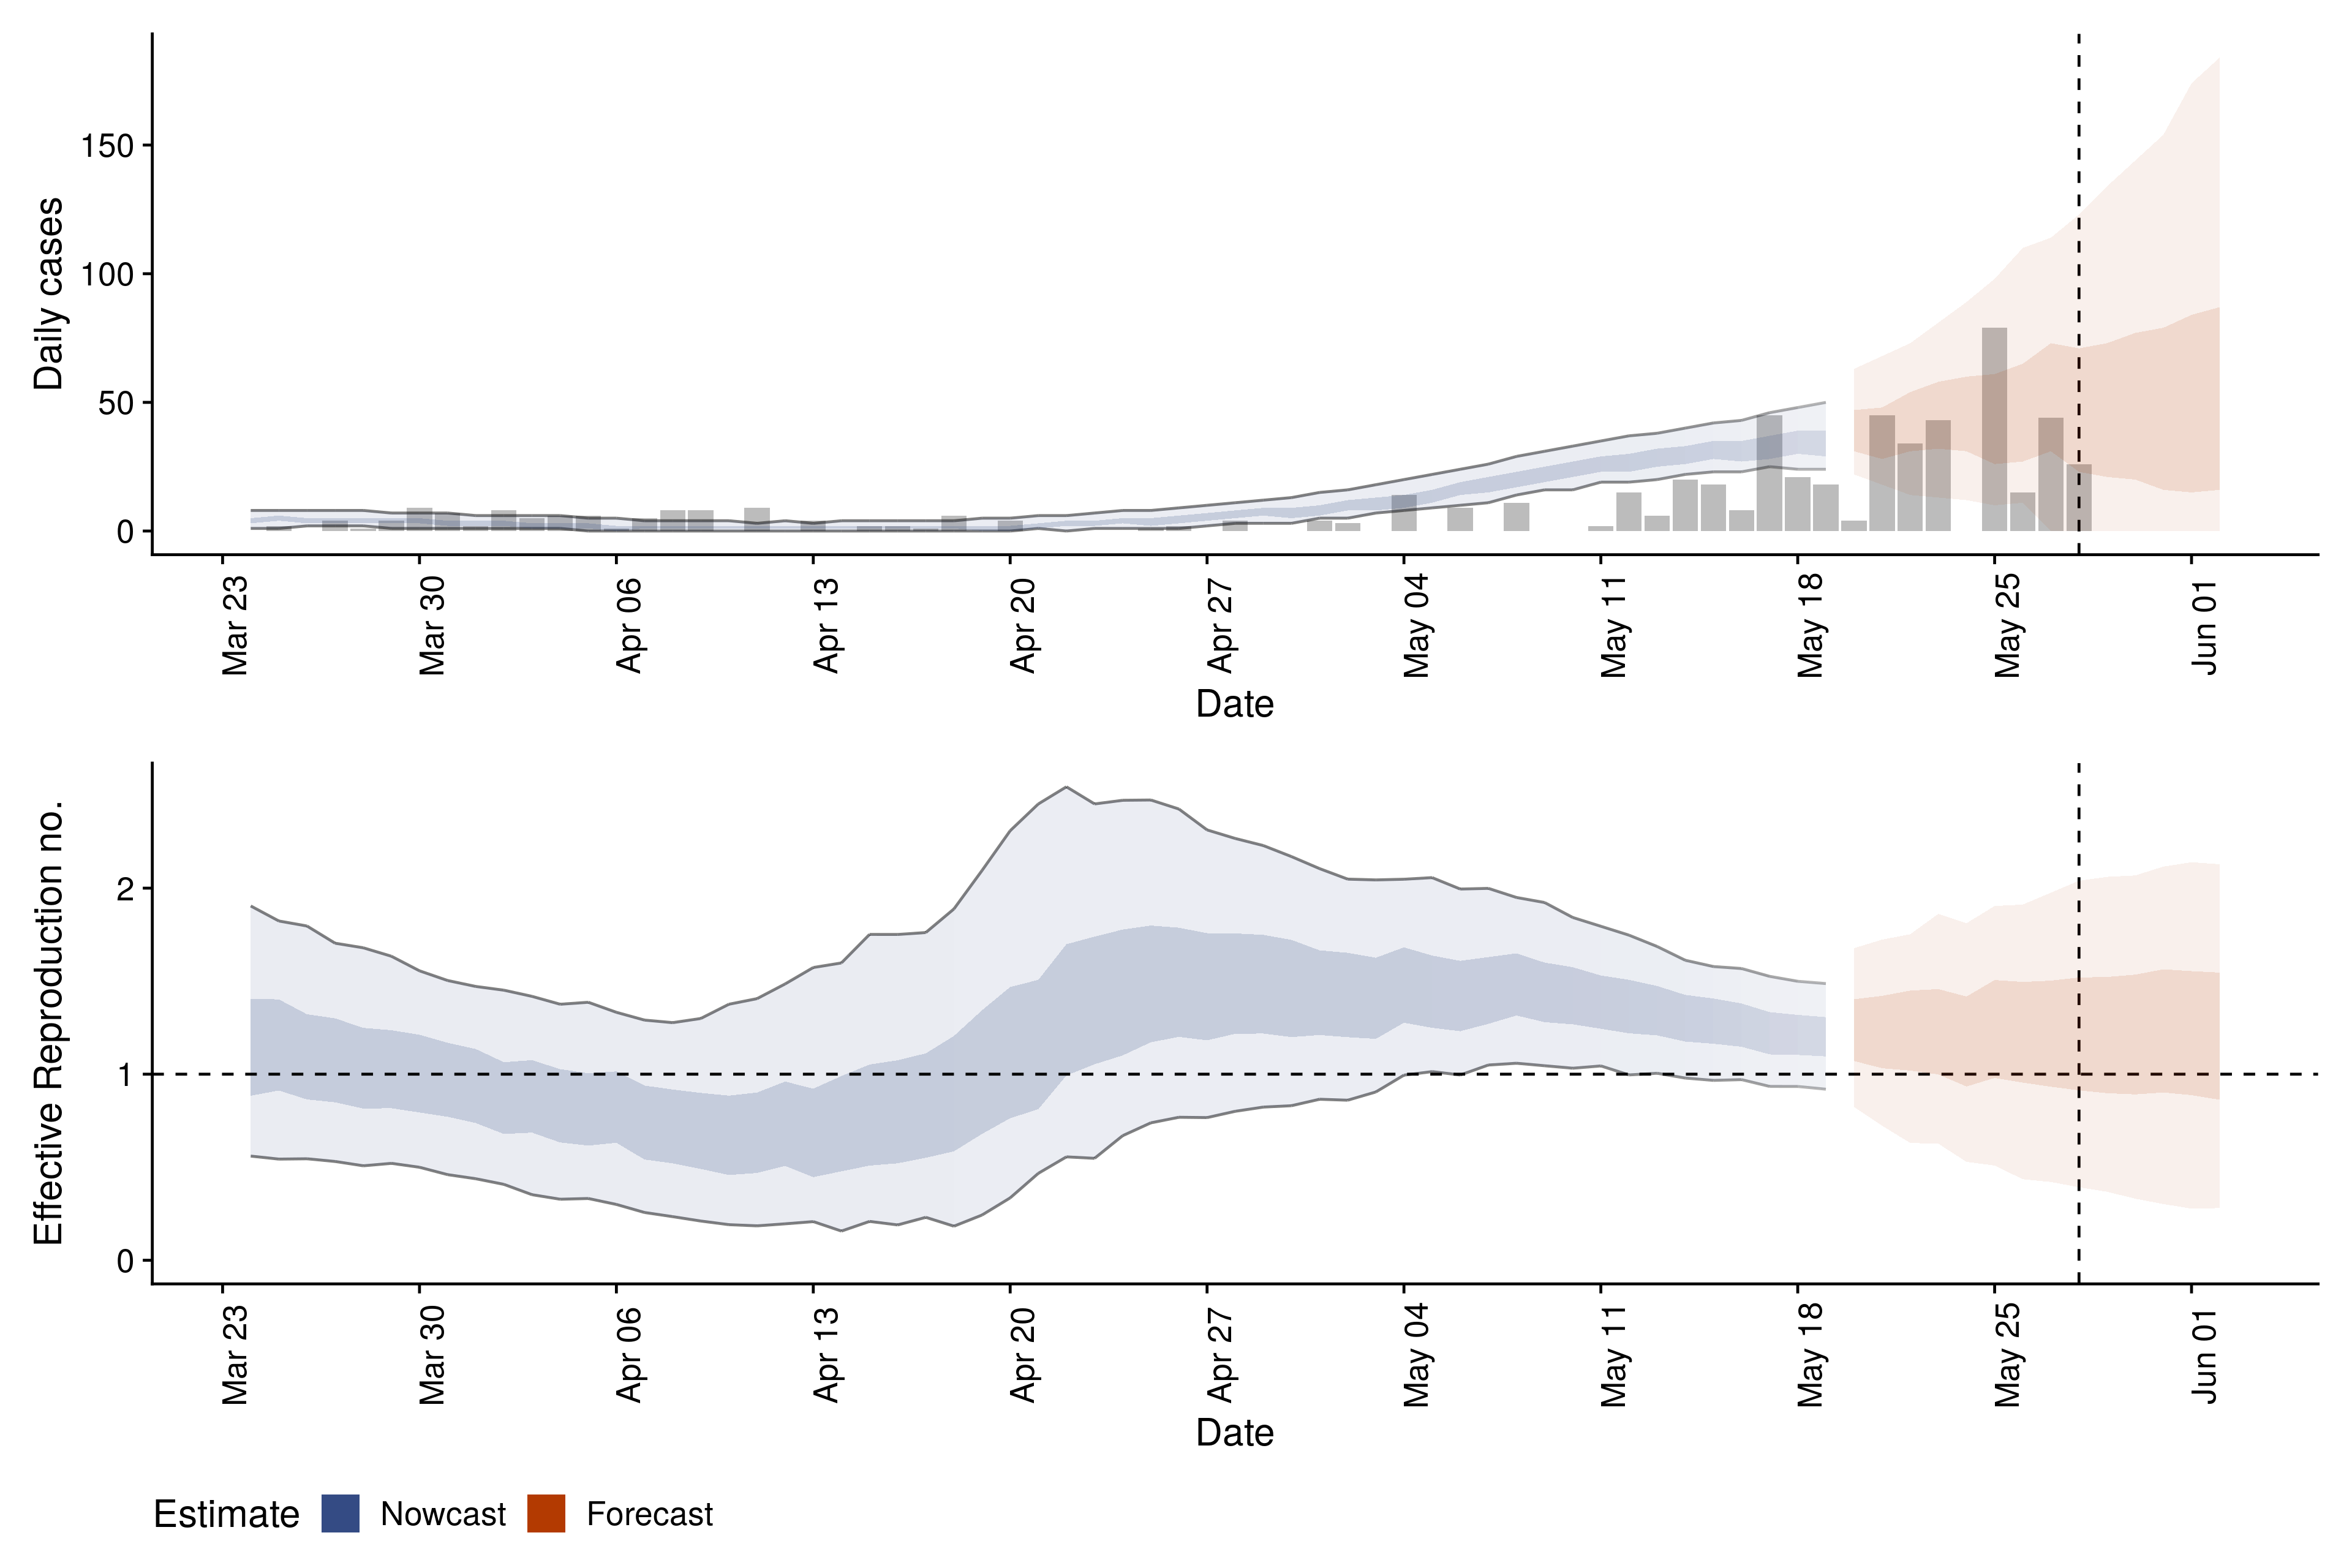 Daily cases
150
100
50
0
Mar 23
Mar 30
Apr 06
Apr 13
Apr 20
Apr 27
May 04
May 11
May 18
May 25
Jun 01
Date
Effective Reproduction no.
2
1
0
Mar 23
Mar 30
Apr 06
Apr 13
Apr 20
Apr 27
May 04
May 11
May 18
May 25
Jun 01
Date
Estimate Nowcast Forecast